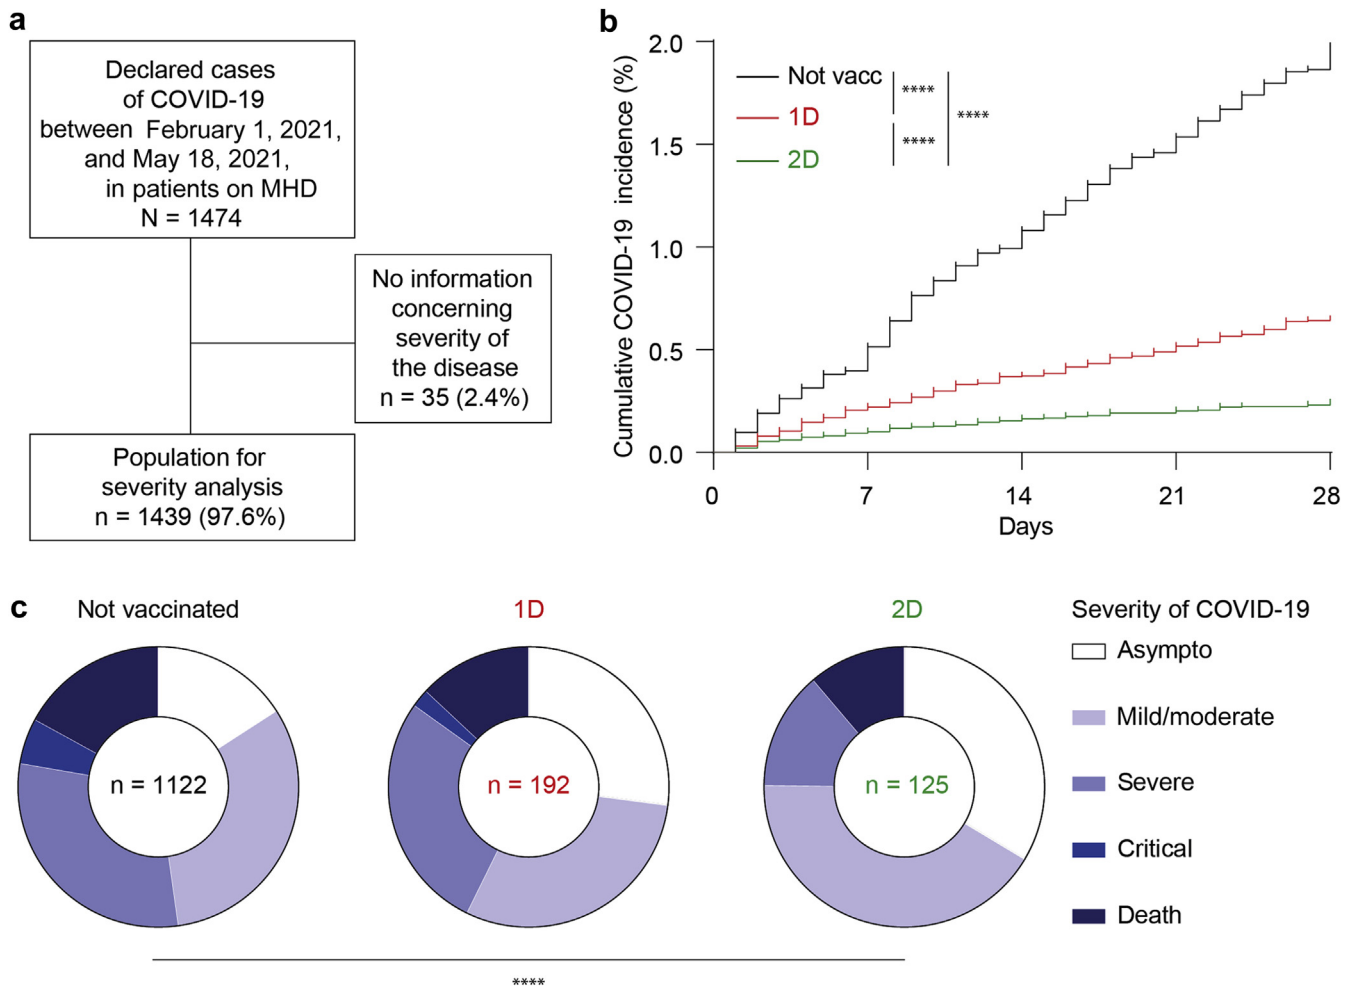 a
Declared cases
of COVID-19
between February 1, 2021,
and May 18, 2021,
in patients on MHD
N = 1474
No information
concerning
severity of
the disease
n = 35 (2.4%)
Population for
severity analysis
n = 1439 (97.6%)
b
Cumulative COVID-19 incidence (%)
2.0
1.5
1.0
0.5
0.0
Not vacc
1D
2D
****
****
****
0 7 14 21 28
Days
c
Not vaccinated
n = 1122
1D
n = 192
2D
n = 125
****
Severity of COVID-19
Asympto
Mild/moderate
Severe
Critical
Death